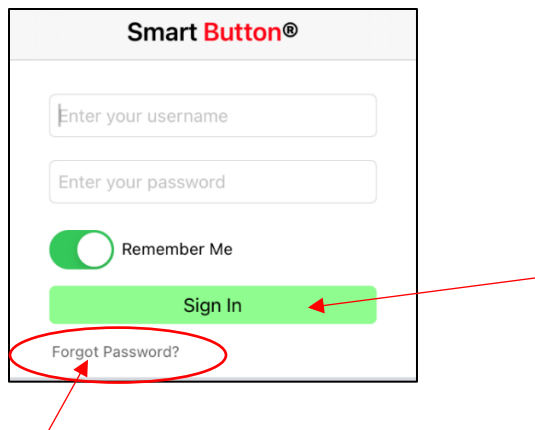 Smart Button®
Enter your username
Enter your password
Remember Me
Sign In
Forgot Password?